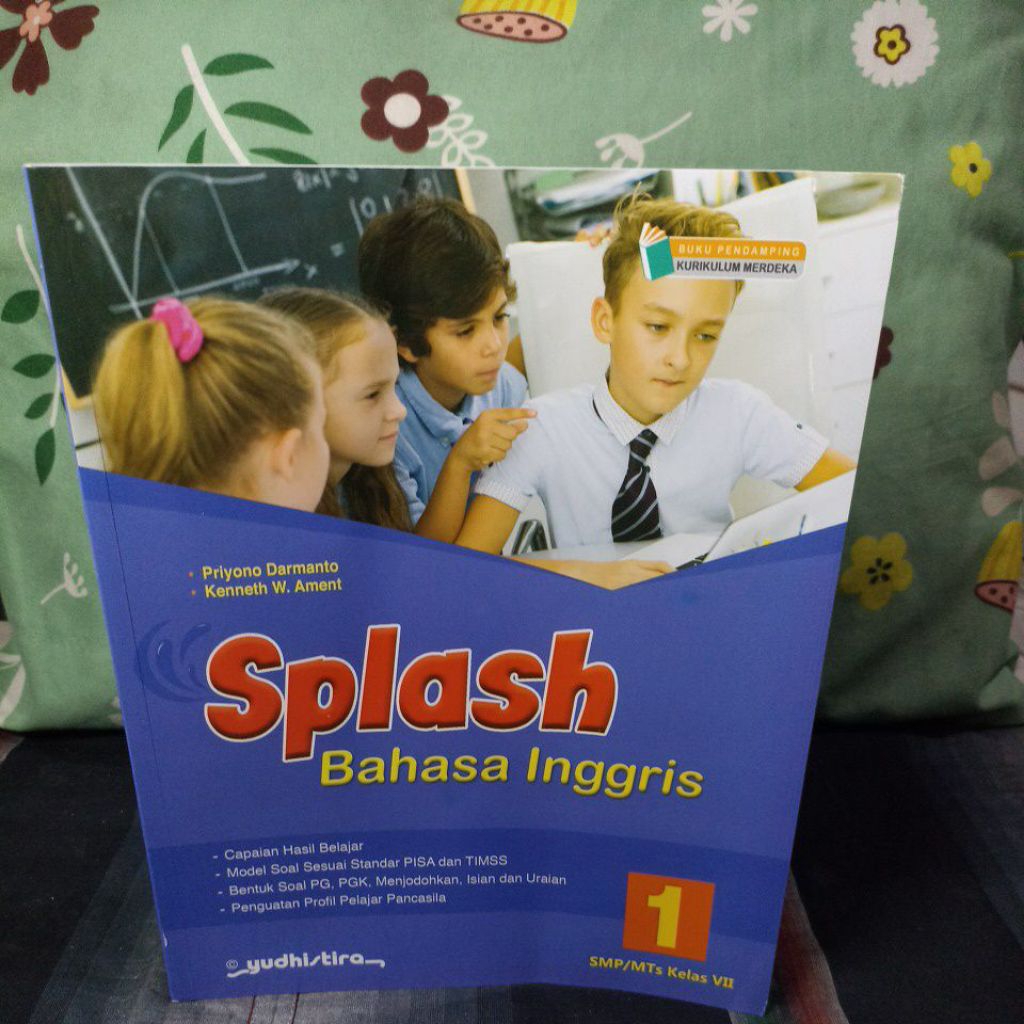 BUKU PENDAMPING
KURIKULUM MERDEKA
• Priyono Darmanto
• Kenneth W. Ament
Splash
Bahasa Inggris
- Capaian Hasil Belajar
- Model Soal Sesuai Standar PISA dan TIMSS
- Bentuk Soal PG, PGK, Menjodohkan, Isian dan Uraian
- Penguatan Profil Pelajar Pancasila
1
© yudhistira
SMP/MTs Kelas VII